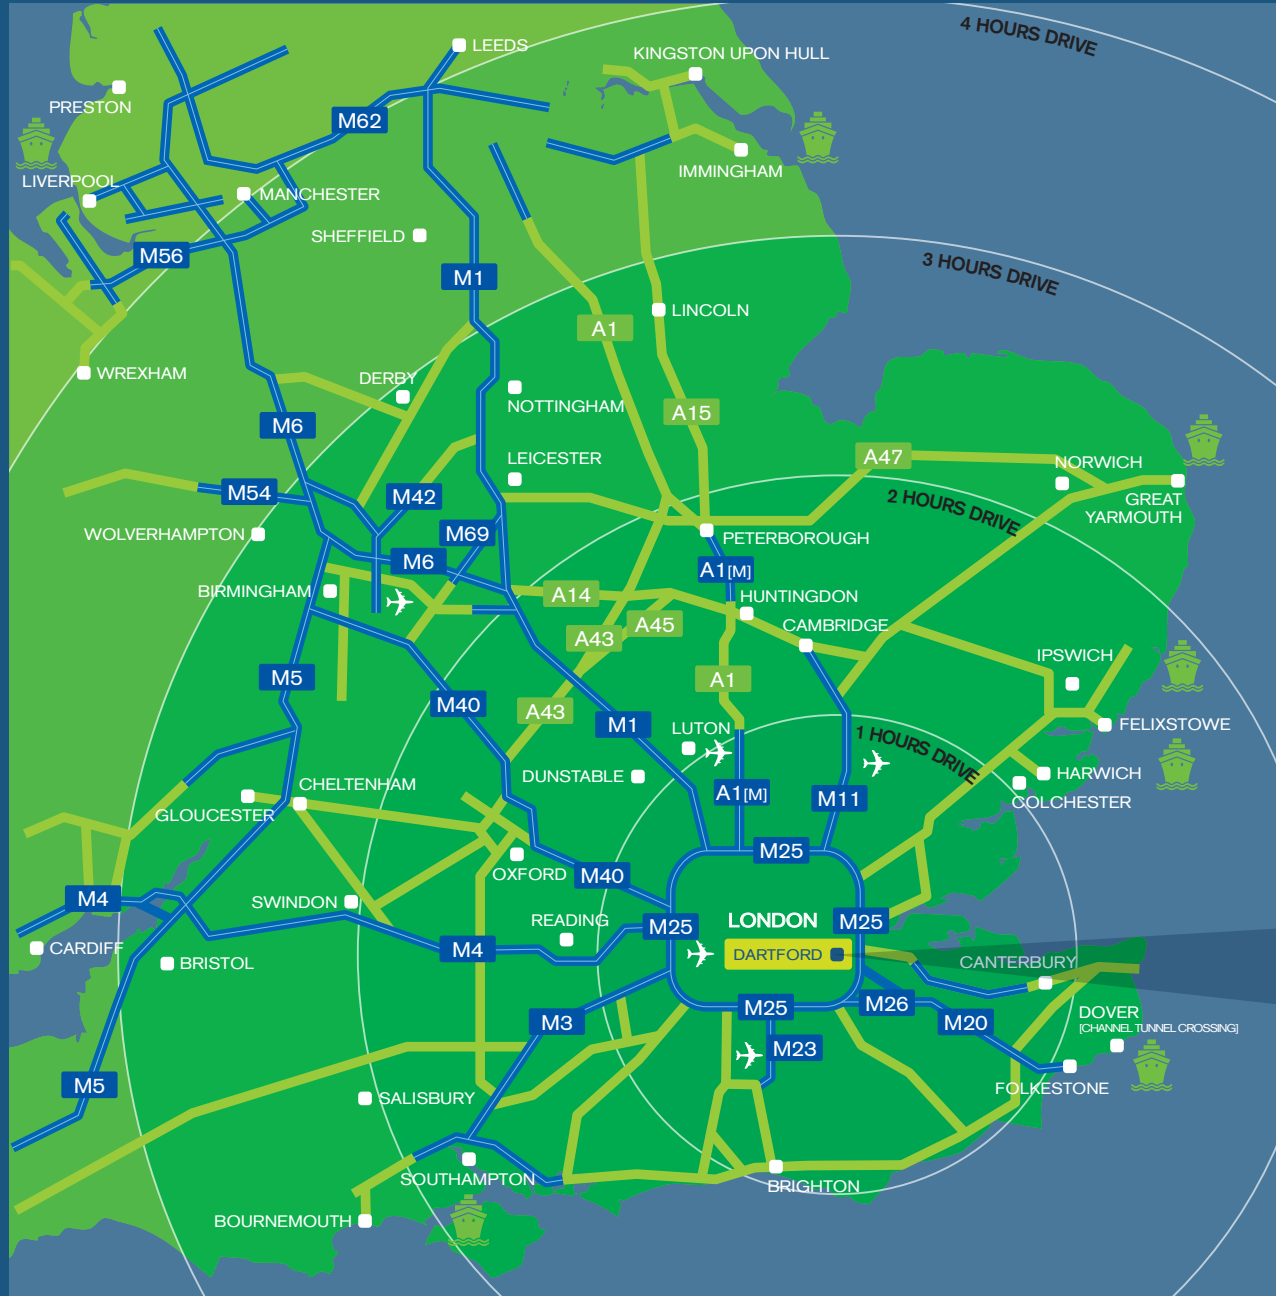 4 HOURS DRIVE
LEEDS
KINGSTON UPON HULL
PRESTON
M62
IMMINGHAM
LIVERPOOL
MANCHESTER
SHEFFIELD
M56
3 HOURS DRIVE
M1
LINCOLN
A1
WREXHAM
DERBY
NOTTINGHAM
A15
M6
LEICESTER
A47
NORWICH
M54
M42
2 HOURS DRIVE
GREAT
YARMOUTH
WOLVERHAMPTON
M69
PETERBOROUGH
M6
A1[M]
BIRMINGHAM
A14
HUNTINGDON
A45
CAMBRIDGE
A43
IPSWICH
M5
A1
M40
A43
M1
LUTON
FELIXSTOWE
1 HOURS DRIVE
DUNSTABLE
HARWICH
CHELTENHAM
A1[M]
M11
COLCHESTER
GLOUCESTER
M25
OXFORD
M40
M4
SWINDON
READING
M25
LONDON
M25
CARDIFF
M4
DARTFORD
BRISTOL
CANTERBURY
M26
M25
DOVER
[CHANNEL TUNNEL CROSSING]
M3
M20
M23
M5
FOLKESTONE
SALISBURY
SOUTHAMPTON
BRIGHTON
BOURNEMOUTH